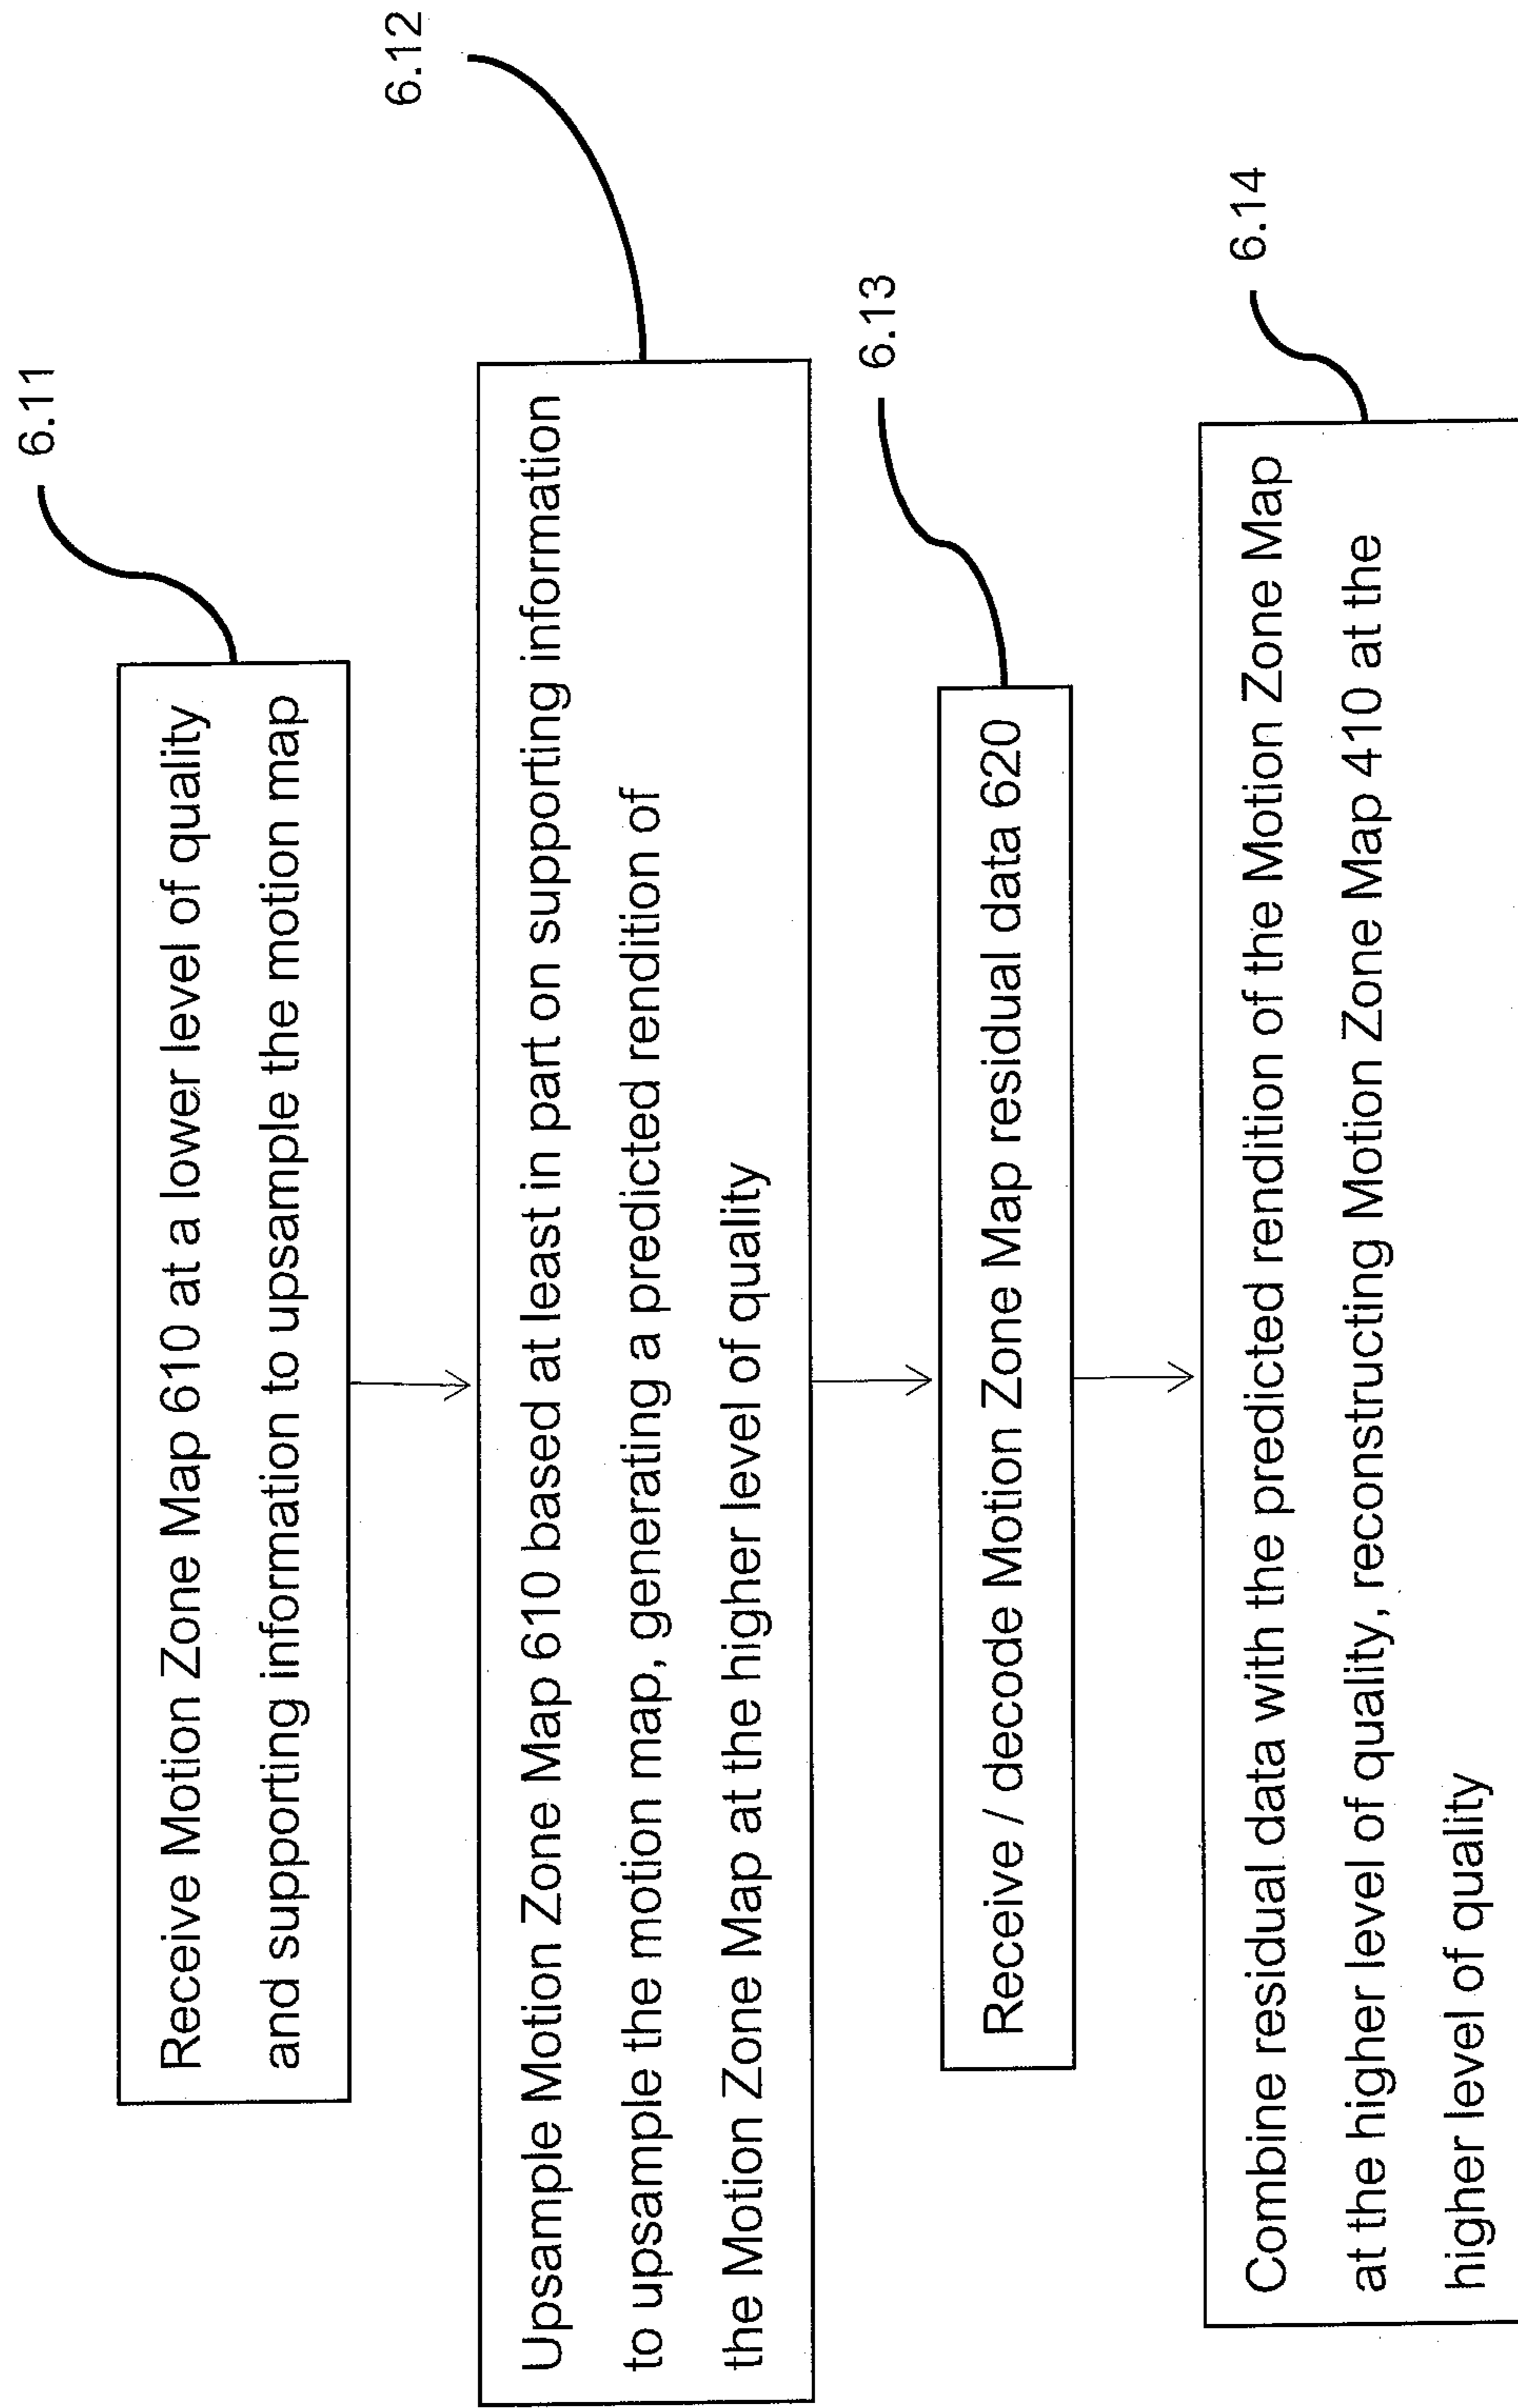 6.11
Receive Motion Zone Map 610 at a lower level of quality
and supporting information to upsample the motion map
6.12
Upsample Motion Zone Map 610 based at least in part on supporting information
to upsample the motion map, generating a predicted rendition of
the Motion Zone Map at the higher level of quality
6.13
Receive / decode Motion Zone Map residual data 620
6.14
Combine residual data with the predicted rendition of the Motion Zone Map
at the higher level of quality, reconstructing Motion Zone Map 410 at the
higher level of quality